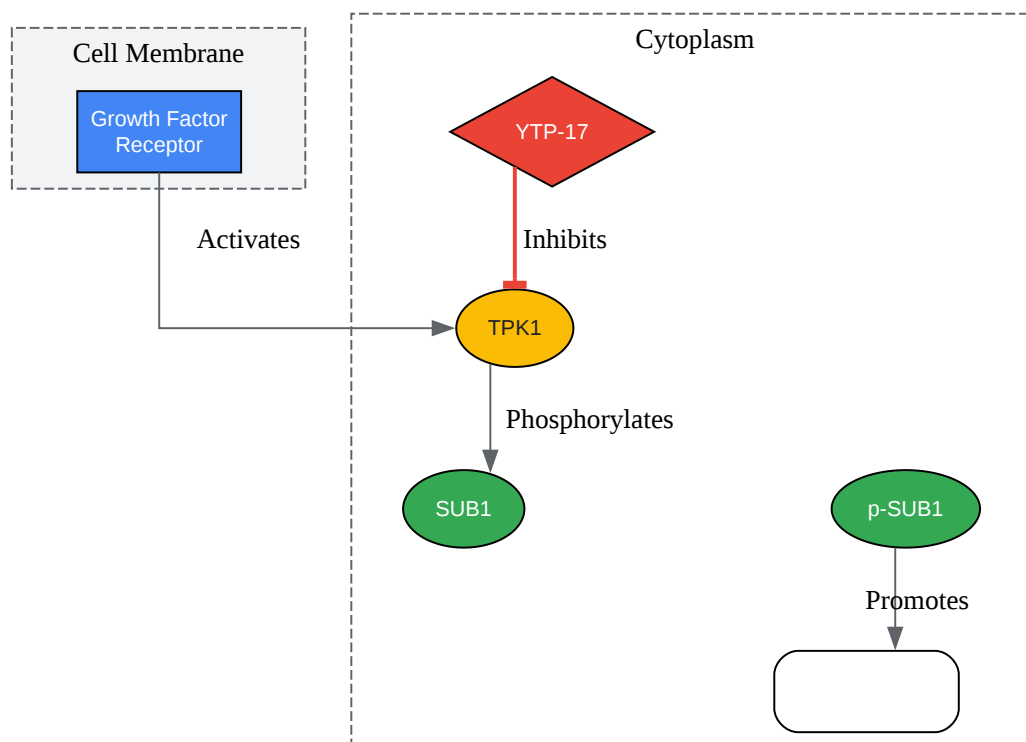 Cytoplasm
Cell Membrane
Growth Factor
Receptor
YTP-17
Activates
Inhibits
TPK1
Phosphorylates
SUB1
p-SUB1
Promotes